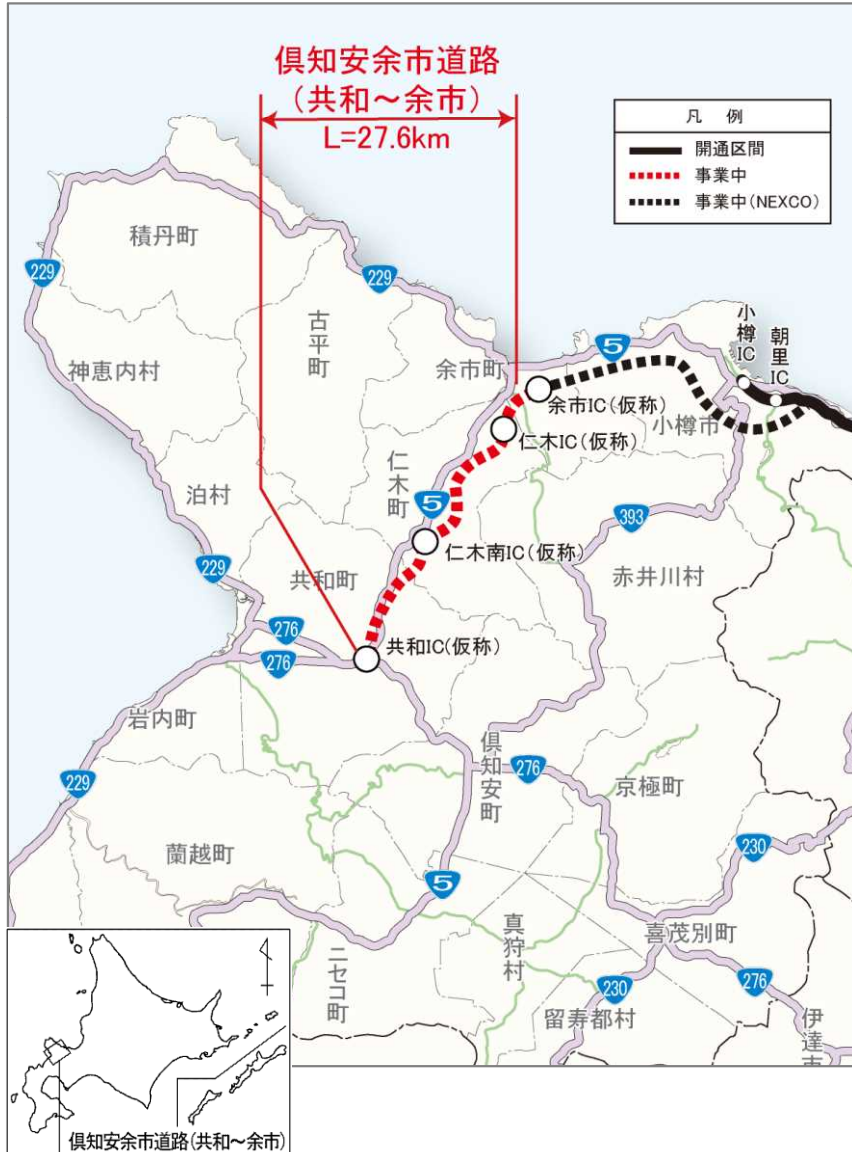 倶知安余市道路
（共和～余市）
L=27.6km
凡　例
開通区間
事業中
事業中(NEXCO)
積丹町
229
229
古平町
神恵内村
余市町
5
小樽IC
朝里IC
余市IC(仮称)
小樽市
仁木IC(仮称)
仁木町
泊村
5
393
仁木南IC(仮称)
229
共和町
赤井川村
276
276
共和IC(仮称)
岩内町
倶知安町
276
229
京極町
蘭越町
230
5
真狩村
喜茂別町
ニセコ町
230
276
留寿都村
伊達市
倶知安余市道路(共和～余市)